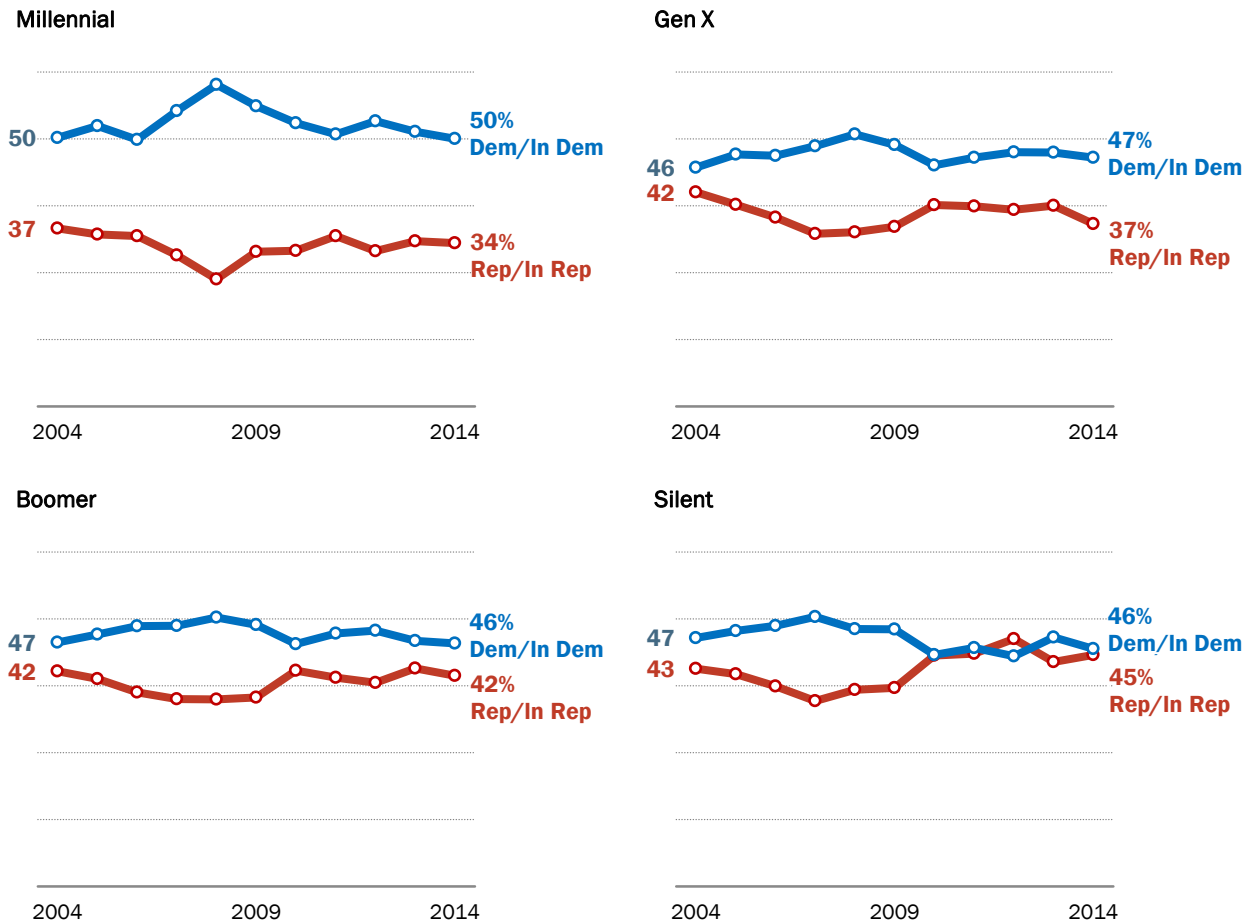 Millennial
50
37
50%
Dem/In Dem
34%
Rep/In Rep
2004 2009 2014
Gen X
46
42
47%
Dem/In Dem
37%
Rep/In Rep
2004 2009 2014
Boomer
47
42
46%
Dem/In Dem
42%
Rep/In Rep
2004 2009 2014
Silent
47
43
46%
Dem/In Dem
45%
Rep/In Rep
2004 2009 2014